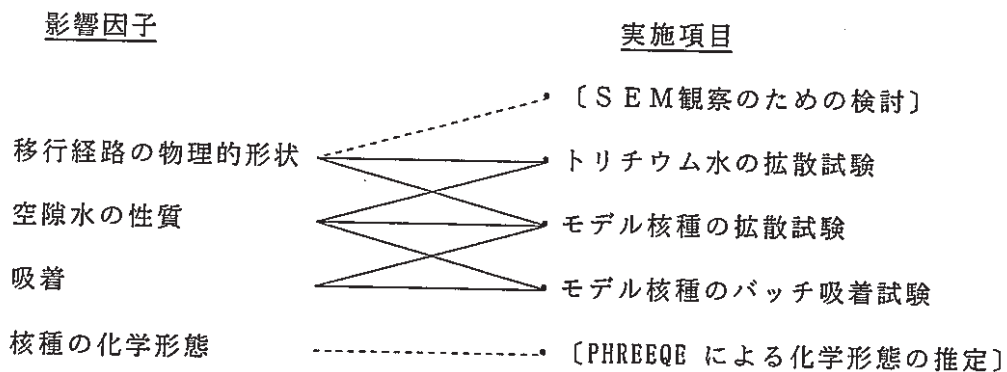 影響因子
実施項目
〔SEM観察のための検討〕
移行経路の物理的形状
トリチウム水の拡散試験
空隙水の性質
モデル核種の拡散試験
吸着
モデル核種のバッチ吸着試験
核種の化学形態
〔PHREEQE による化学形態の推定〕